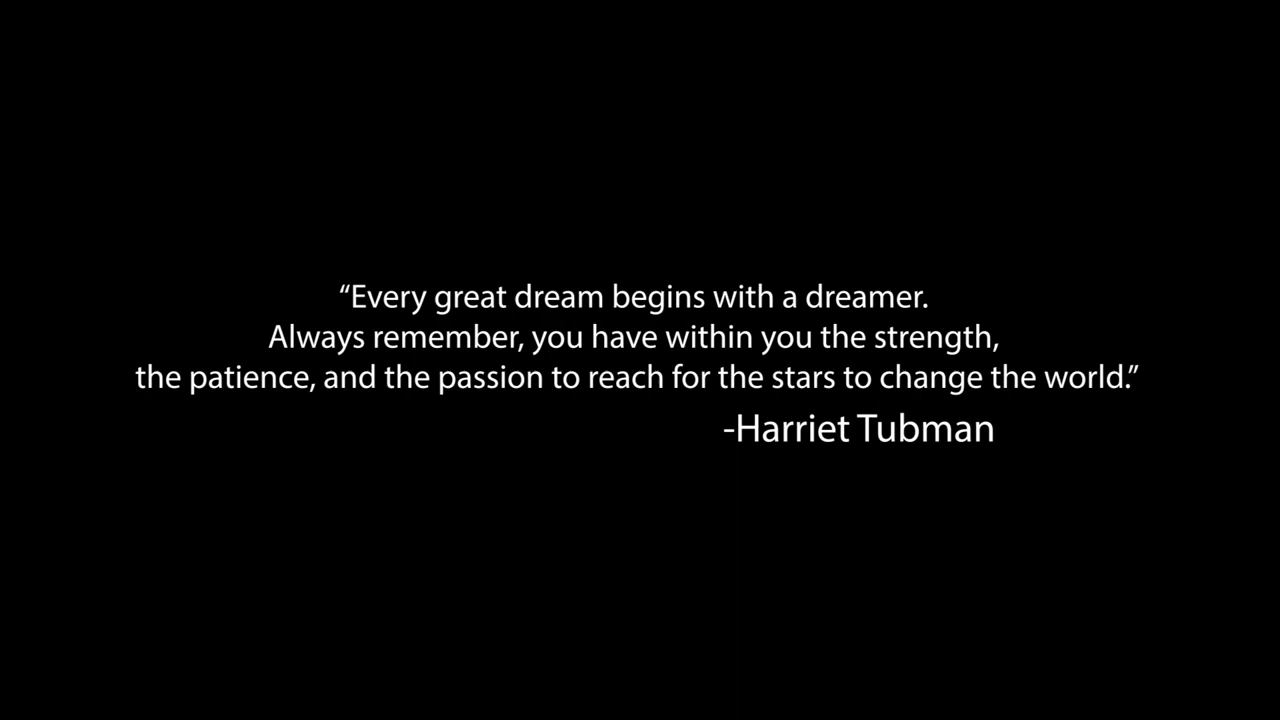 “Every great dream begins with a dreamer.
Always remember, you have within you the strength,
the patience, and the passion to reach for the stars to change the world.”
-Harriet Tubman